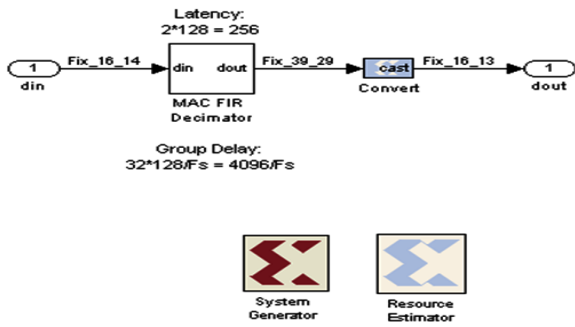 Latency:
2*128 = 256
1
din
Fix_16_14
din dout
MAC FIR
Decimator
Fix_39_29
cast
Convert
Fix_16_13
1
dout
Group Delay:
32*128/Fs = 4096/Fs
System
Generator
Resource
Estimator